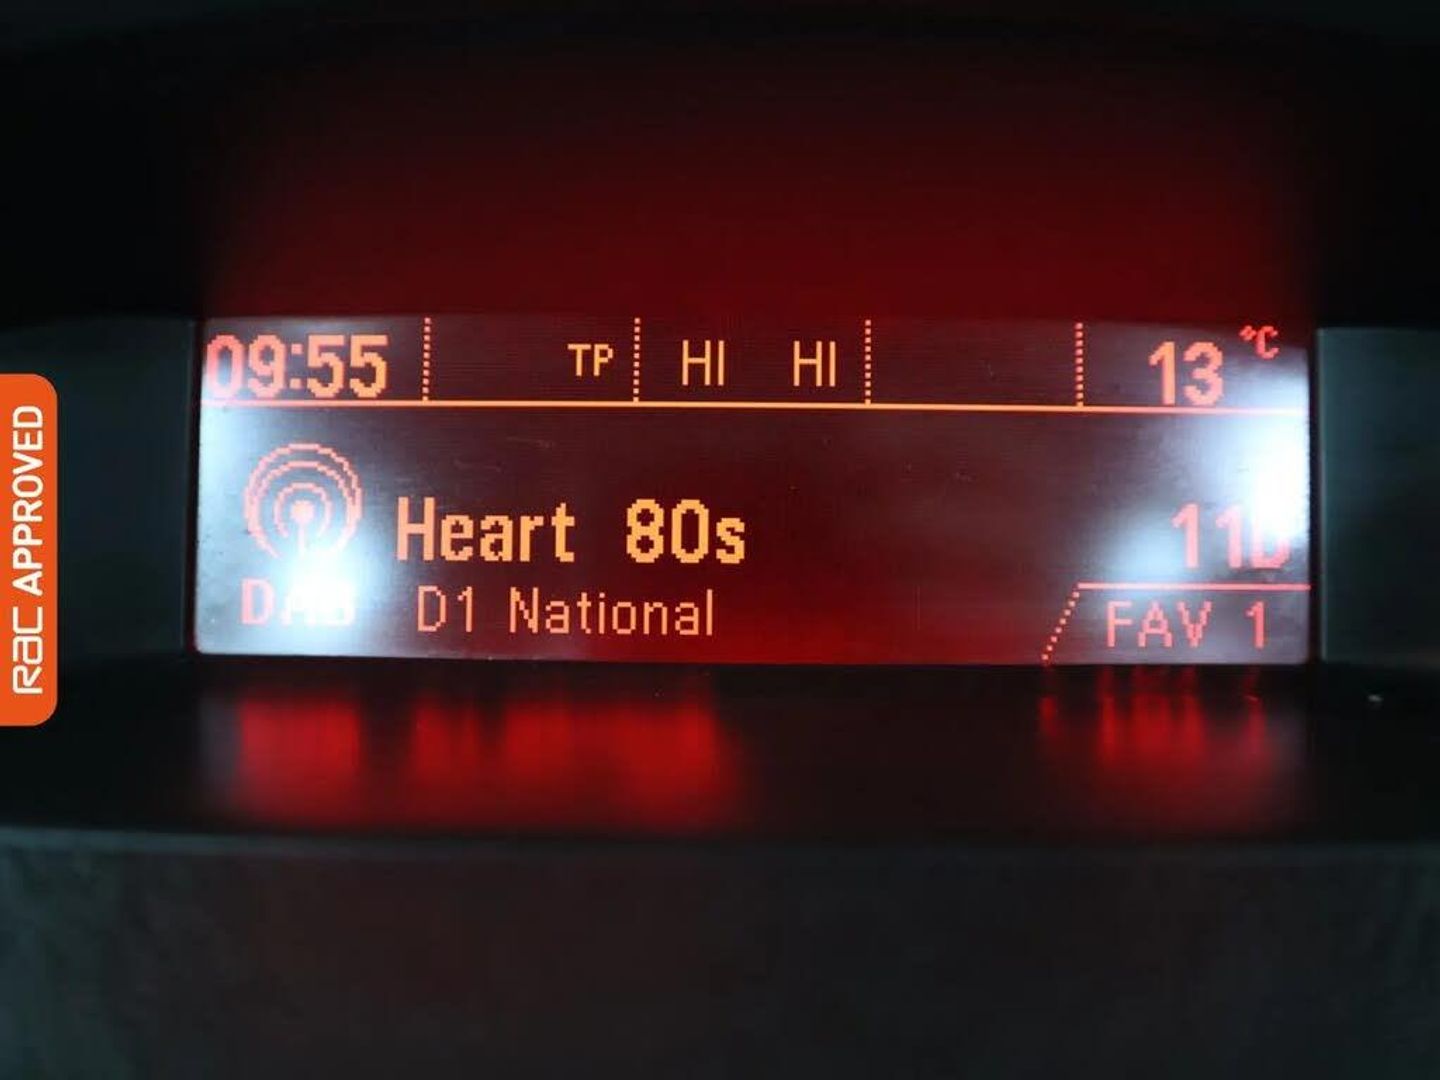 09:55 TP HI HI 13 °C
Heart 80s 11D
DAB D1 National FAV 1
RAC APPROVED